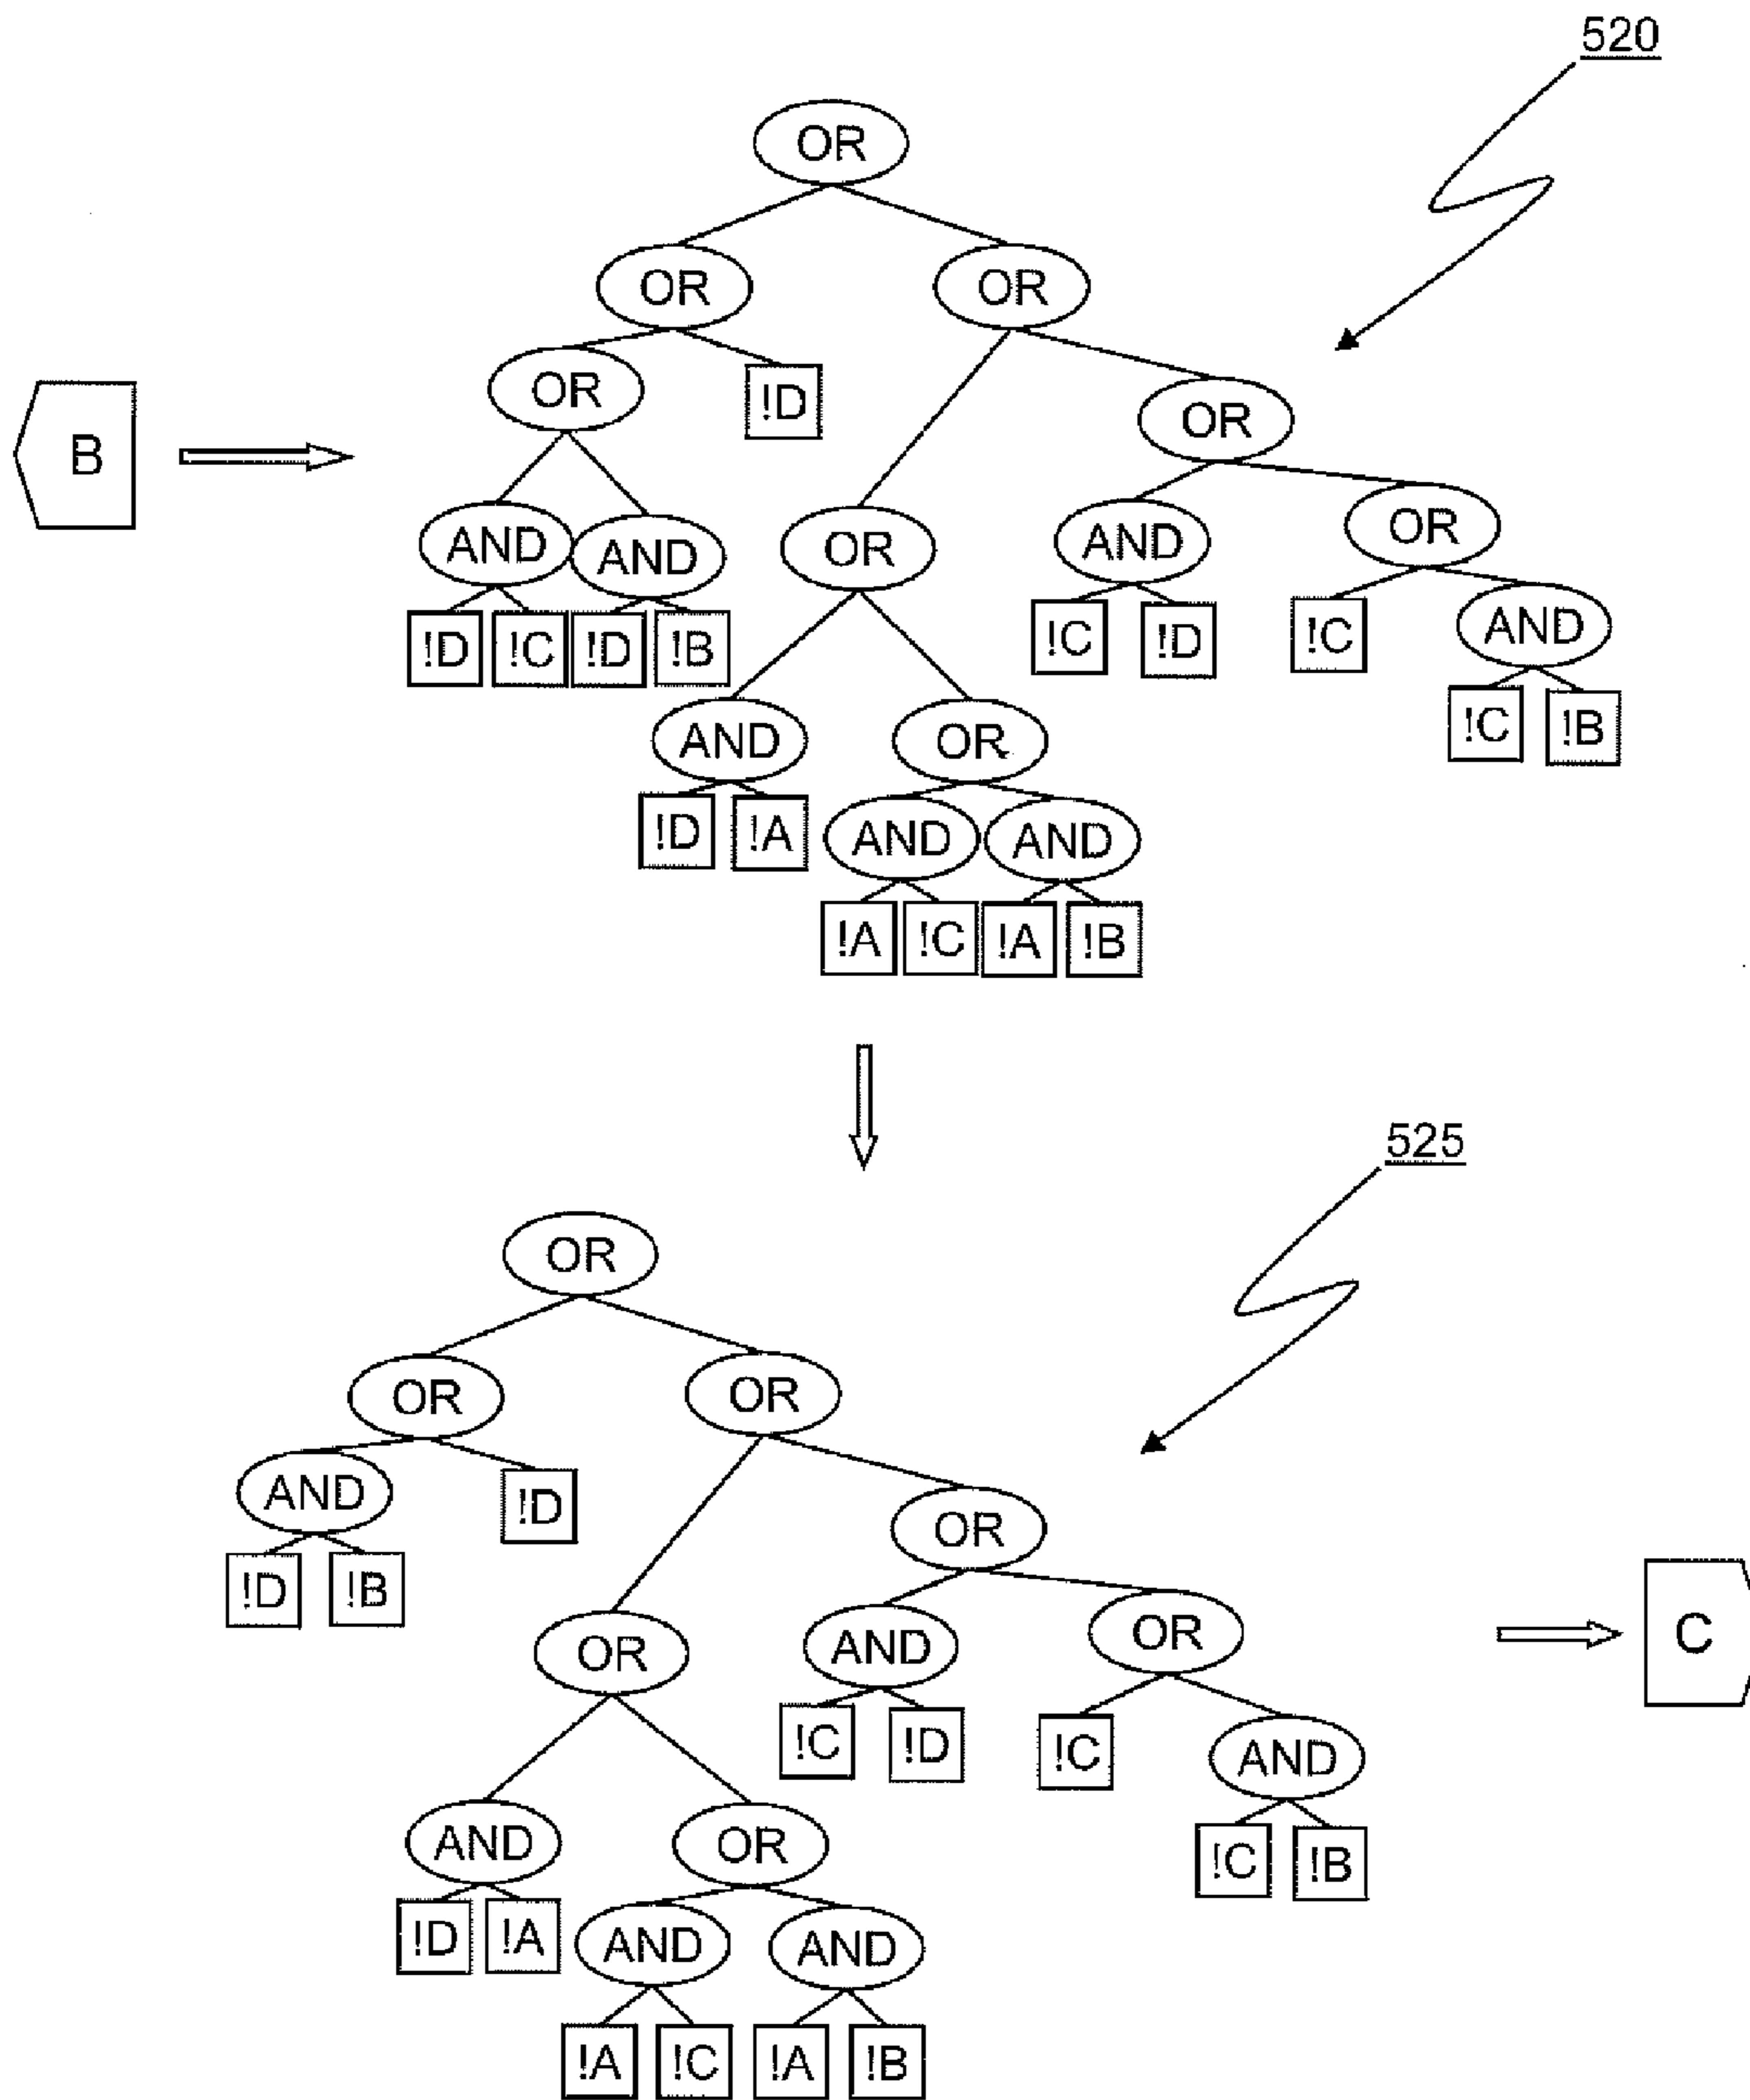 520
OR
OR OR
OR !D OR
B
AND AND OR AND OR
!D !C !D !B !C !D !C AND
AND OR !C !B
!D !A AND AND
!A !C !A !B
525
OR
OR OR
AND !D OR
!D !B OR AND OR C
!C !D !C AND
AND OR !C !B
!D !A AND AND
!A !C !A !B